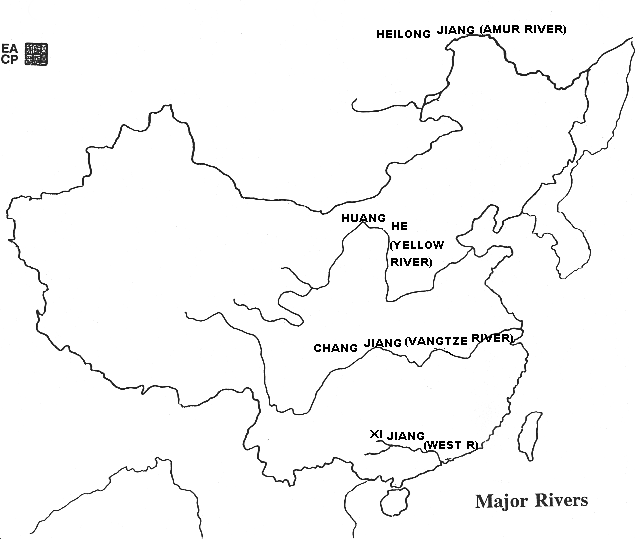 HEILONG JIANG (AMUR RIVER)
EA
CP
HUANG HE
(YELLOW
RIVER)
CHANG JIANG (VANGTZE RIVER)
XI JIANG (WEST R)
Major Rivers